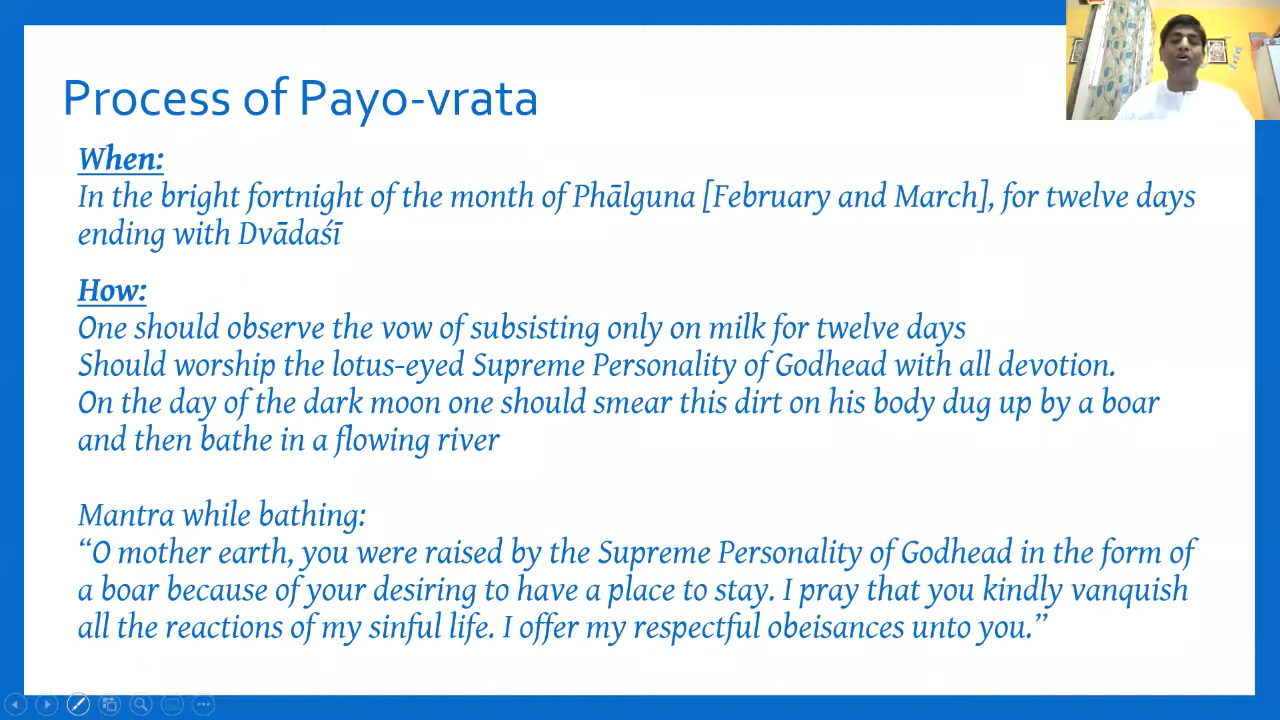 Process of Payo-vrata
When:
In the bright fortnight of the month of Phālguna [February and March], for twelve days
ending with Dvādaśī
How:
One should observe the vow of subsisting only on milk for twelve days
Should worship the lotus-eyed Supreme Personality of Godhead with all devotion.
On the day of the dark moon one should smear this dirt on his body dug up by a boar
and then bathe in a flowing river
Mantra while bathing:
“O mother earth, you were raised by the Supreme Personality of Godhead in the form of
a boar because of your desiring to have a place to stay. I pray that you kindly vanquish
all the reactions of my sinful life. I offer my respectful obeisances unto you.”